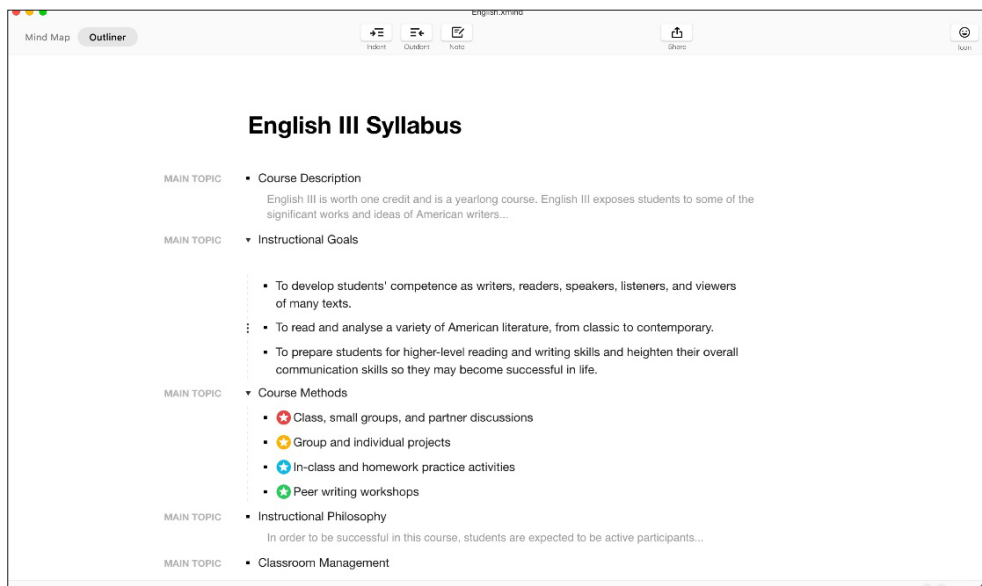 English.xmind
Mind Map Outliner
Indent Outdent Note Share Icon
English III Syllabus
MAIN TOPIC ▪ Course Description
English III is worth one credit and is a yearlong course. English III exposes students to some of the
significant works and ideas of American writers...
MAIN TOPIC ▾ Instructional Goals
▪ To develop students' competence as writers, readers, speakers, listeners, and viewers
of many texts.
▪ To read and analyse a variety of American literature, from classic to contemporary.
▪ To prepare students for higher-level reading and writing skills and heighten their overall
communication skills so they may become successful in life.
MAIN TOPIC ▾ Course Methods
▪ Class, small groups, and partner discussions
▪ Group and individual projects
▪ In-class and homework practice activities
▪ Peer writing workshops
MAIN TOPIC ▪ Instructional Philosophy
In order to be successful in this course, students are expected to be active participants...
MAIN TOPIC ▪ Classroom Management